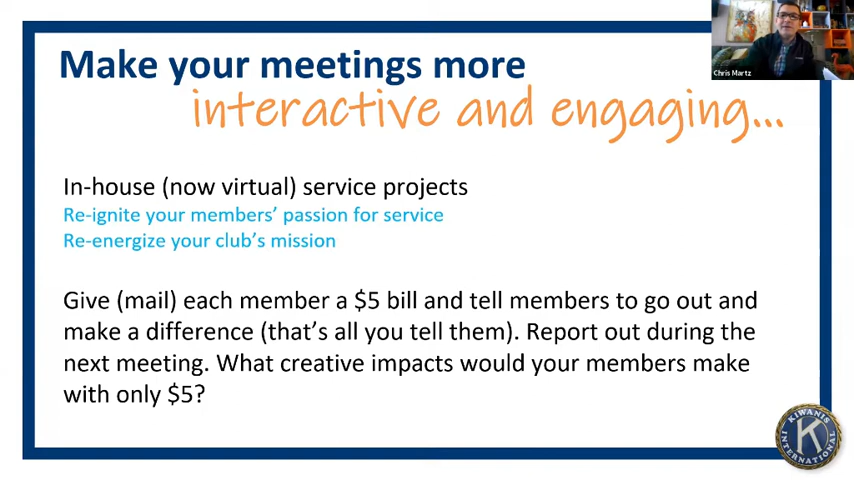 Make your meetings more
interactive and engaging...
Chris Martz
In-house (now virtual) service projects
Re-ignite your members’ passion for service
Re-energize your club’s mission
Give (mail) each member a $5 bill and tell members to go out and
make a difference (that’s all you tell them). Report out during the
next meeting. What creative impacts would your members make
with only $5?
KIWANIS
K
INTERNATIONAL